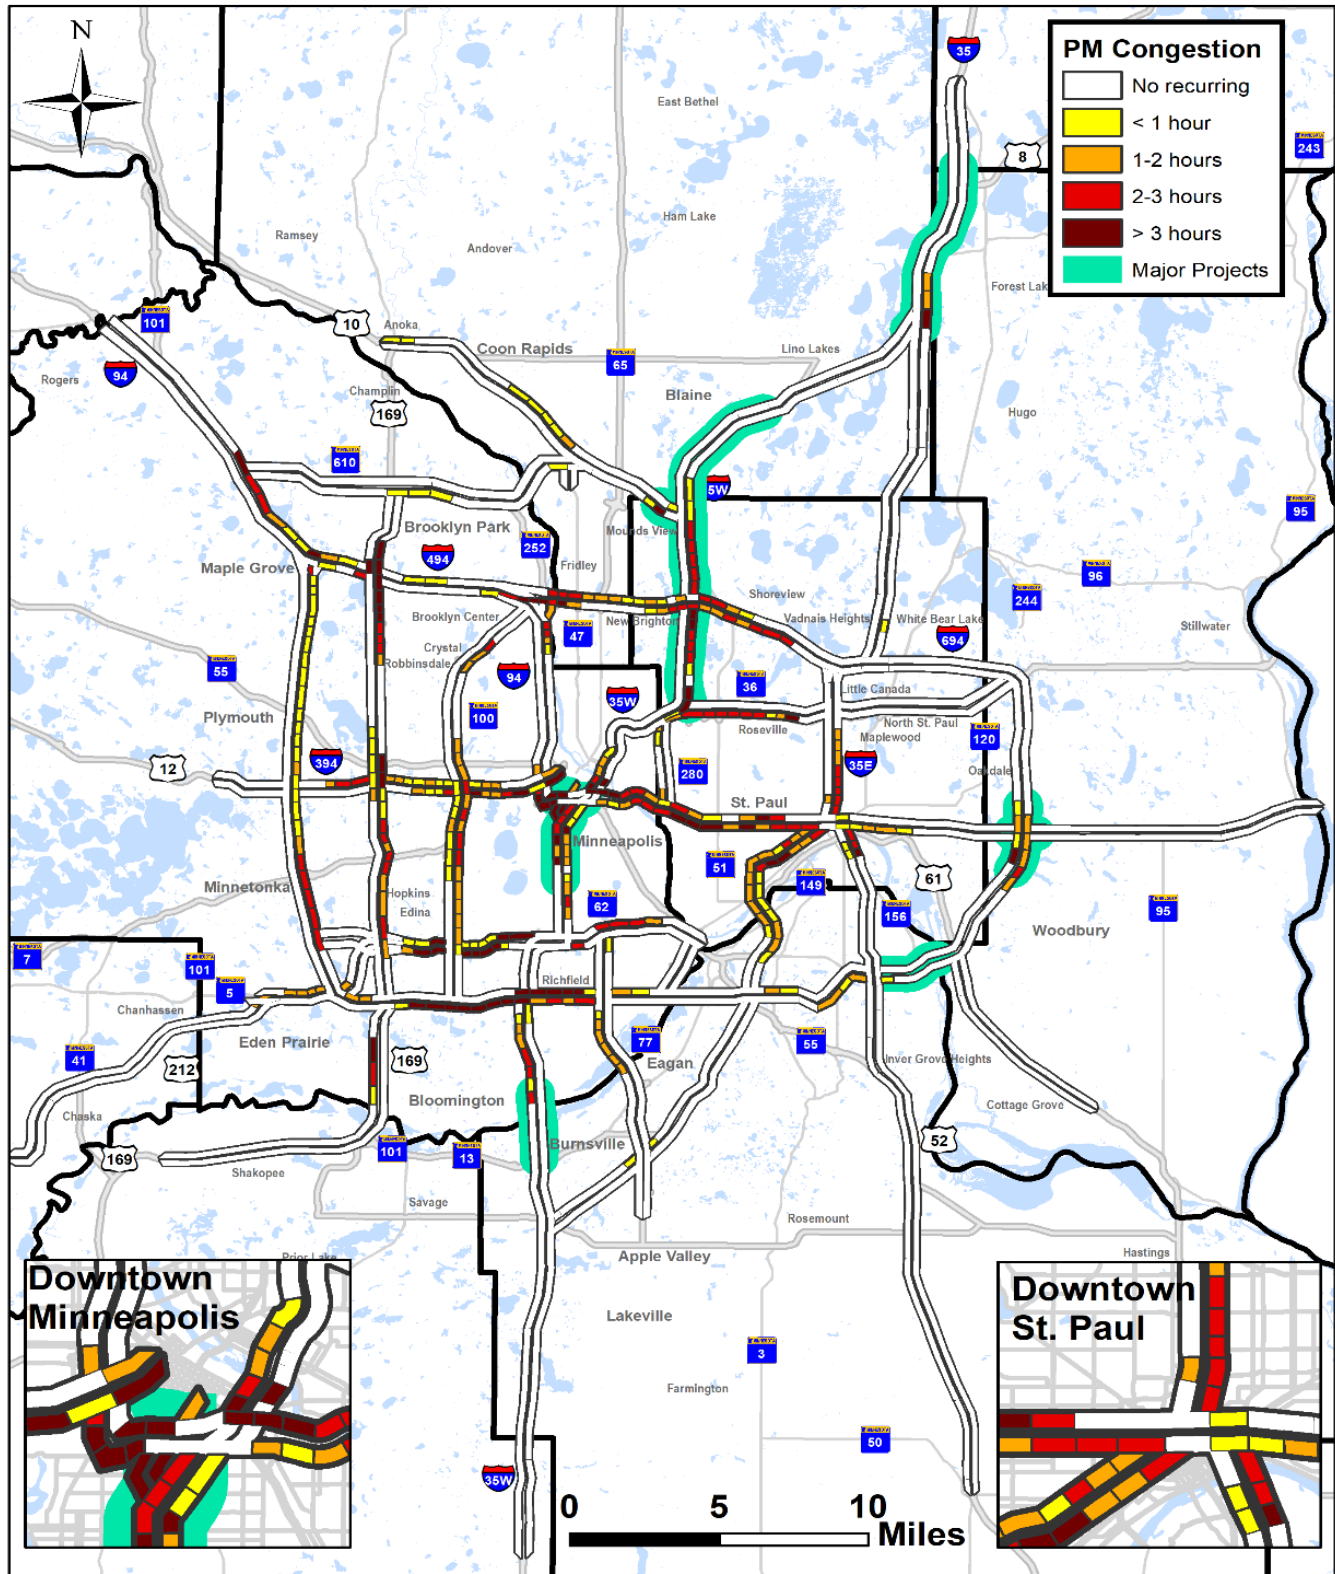 N
35
PM Congestion
No recurring
< 1 hour
1-2 hours
2-3 hours
> 3 hours
Major Projects
East Bethel
8
243
Ham Lake
Ramsey
Andover
Forest Lak
101
10
Anoka
Coon Rapids
65
Lino Lakes
94
Rogers
Champlin
169
Blaine
Hugo
610
5W
95
Brooklyn Park
Mounds View
252
494
Fridley
Maple Grove
96
Shoreview
244
Brooklyn Center
New Brighton
Vadnais Heights
White Bear Lake
Stillwater
47
694
Crystal
Robbinsdale
55
94
36
35W
Little Canada
Plymouth
100
Roseville
North St. Paul
Maplewood
120
12
394
280
35E
Oakdale
St. Paul
Minneapolis
51
Minnetonka
Hopkins
Edina
62
149
61
156
95
Woodbury
7
101
5
Richfield
Chanhassen
Eden Prairie
77
55
41
212
169
Eagan
Inver Grove Heights
Bloomington
Cottage Grove
Chaska
169
Shakopee
101
13
Burnsville
52
Savage
Rosemount
Prior Lake
Apple Valley
Hastings
Downtown
Minneapolis
Lakeville
Downtown
St. Paul
3
Farmington
50
35W
0 5 10
Miles